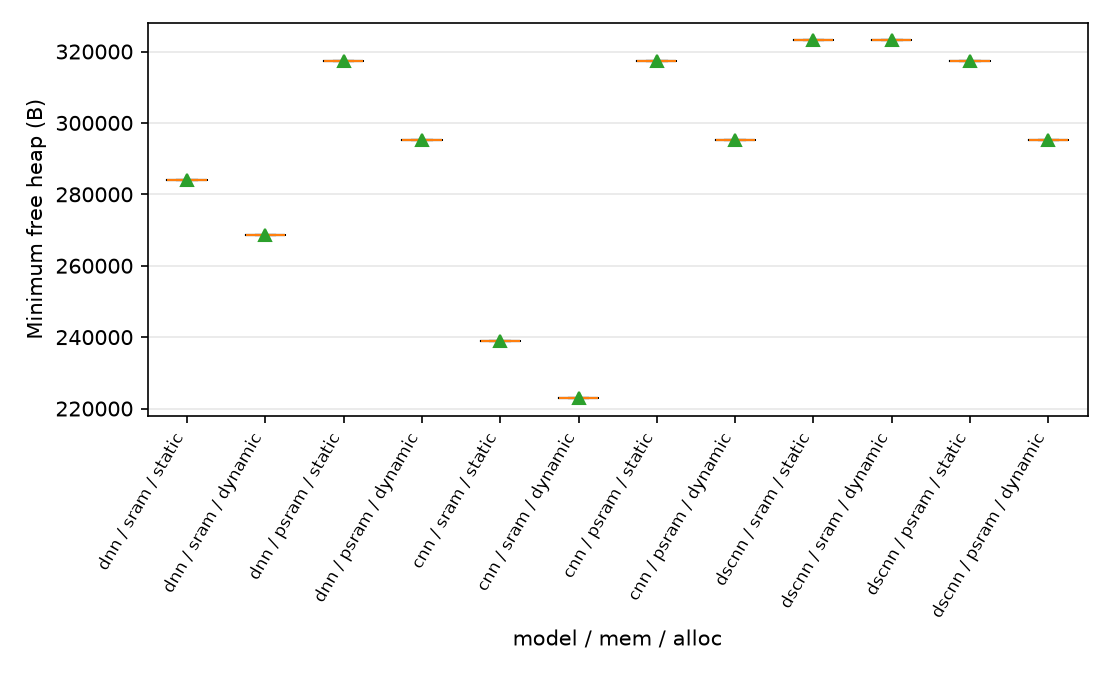 Minimum free heap (B)
320000
300000
280000
260000
240000
220000
dnn / sram / static
dnn / sram / dynamic
dnn / psram / static
dnn / psram / dynamic
cnn / sram / static
cnn / sram / dynamic
cnn / psram / static
cnn / psram / dynamic
dscnn / sram / static
dscnn / sram / dynamic
dscnn / psram / static
dscnn / psram / dynamic
model / mem / alloc